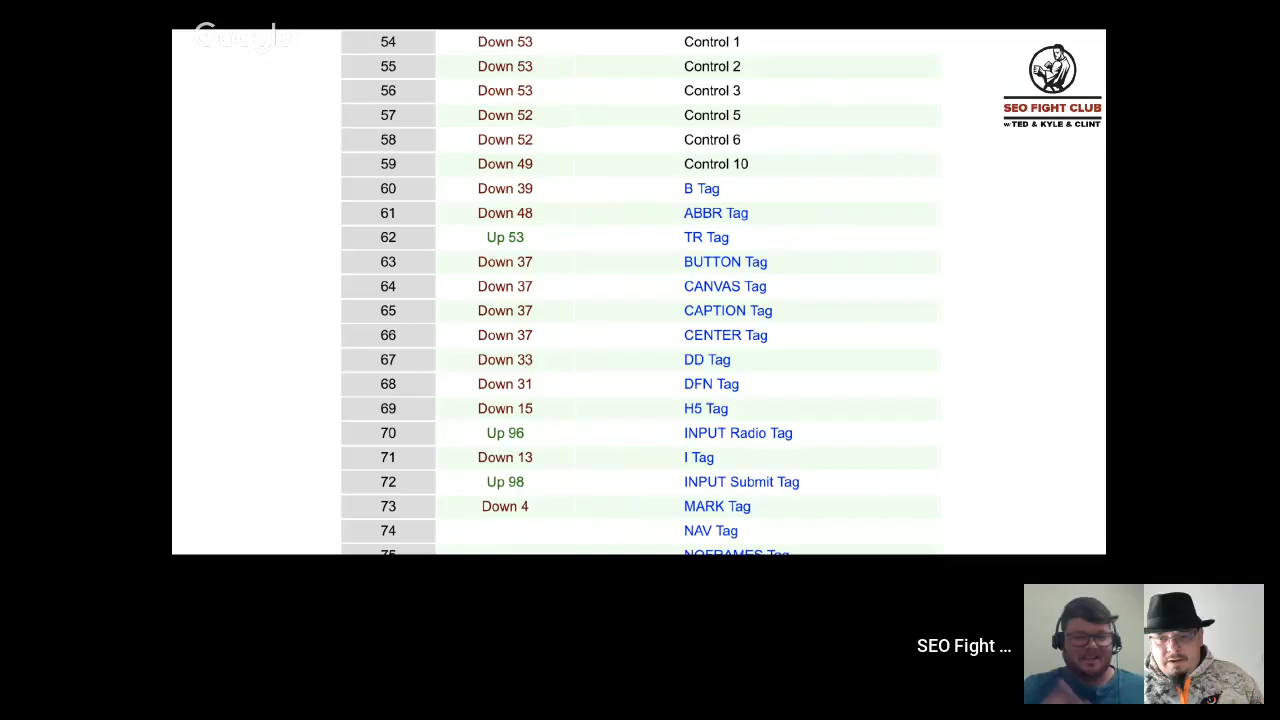 Google
54 Down 53 Control 1
55 Down 53 Control 2
56 Down 53 Control 3
57 Down 52 Control 5
58 Down 52 Control 6
59 Down 49 Control 10
60 Down 39 B Tag
61 Down 48 ABBR Tag
62 Up 53 TR Tag
63 Down 37 BUTTON Tag
64 Down 37 CANVAS Tag
65 Down 37 CAPTION Tag
66 Down 37 CENTER Tag
67 Down 33 DD Tag
68 Down 31 DFN Tag
69 Down 15 H5 Tag
70 Up 96 INPUT Radio Tag
71 Down 13 I Tag
72 Up 98 INPUT Submit Tag
73 Down 4 MARK Tag
74 NAV Tag
75 NOFRAMES Tag
SEO FIGHT CLUB
w/ TED & KYLE & CLINT
SEO Fight ...